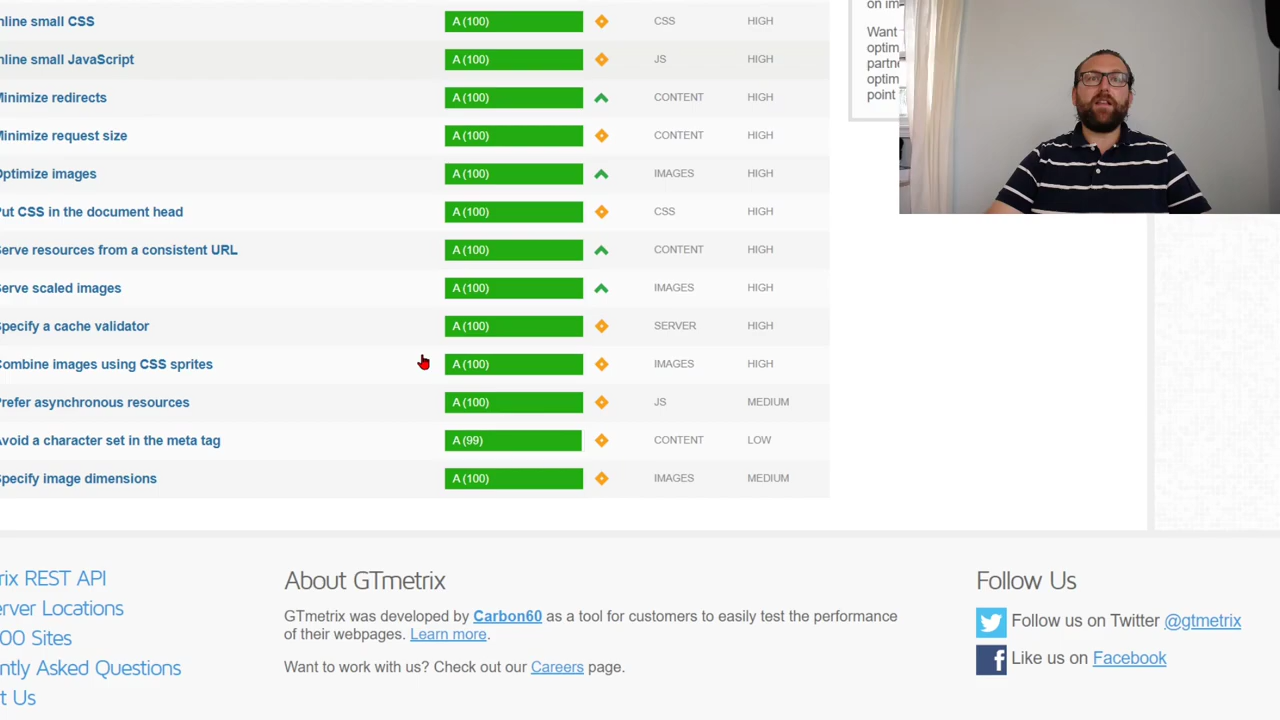 nline small CSS A (100) CSS HIGH
nline small JavaScript A (100) JS HIGH
Minimize redirects A (100) CONTENT HIGH
Minimize request size A (100) CONTENT HIGH
Optimize images A (100) IMAGES HIGH
Put CSS in the document head A (100) CSS HIGH
Serve resources from a consistent URL A (100) CONTENT HIGH
Serve scaled images A (100) IMAGES HIGH
Specify a cache validator A (100) SERVER HIGH
Combine images using CSS sprites A (100) IMAGES HIGH
Prefer asynchronous resources A (100) JS MEDIUM
Avoid a character set in the meta tag A (99) CONTENT LOW
Specify image dimensions A (100) IMAGES MEDIUM
on im
Want
optim
partne
optim
point
rix REST API
erver Locations
00 Sites
ntly Asked Questions
t Us
About GTmetrix
GTmetrix was developed by Carbon60 as a tool for customers to easily test the performance
of their webpages. Learn more.
Want to work with us? Check out our Careers page.
Follow Us
Follow us on Twitter @gtmetrix
Like us on Facebook